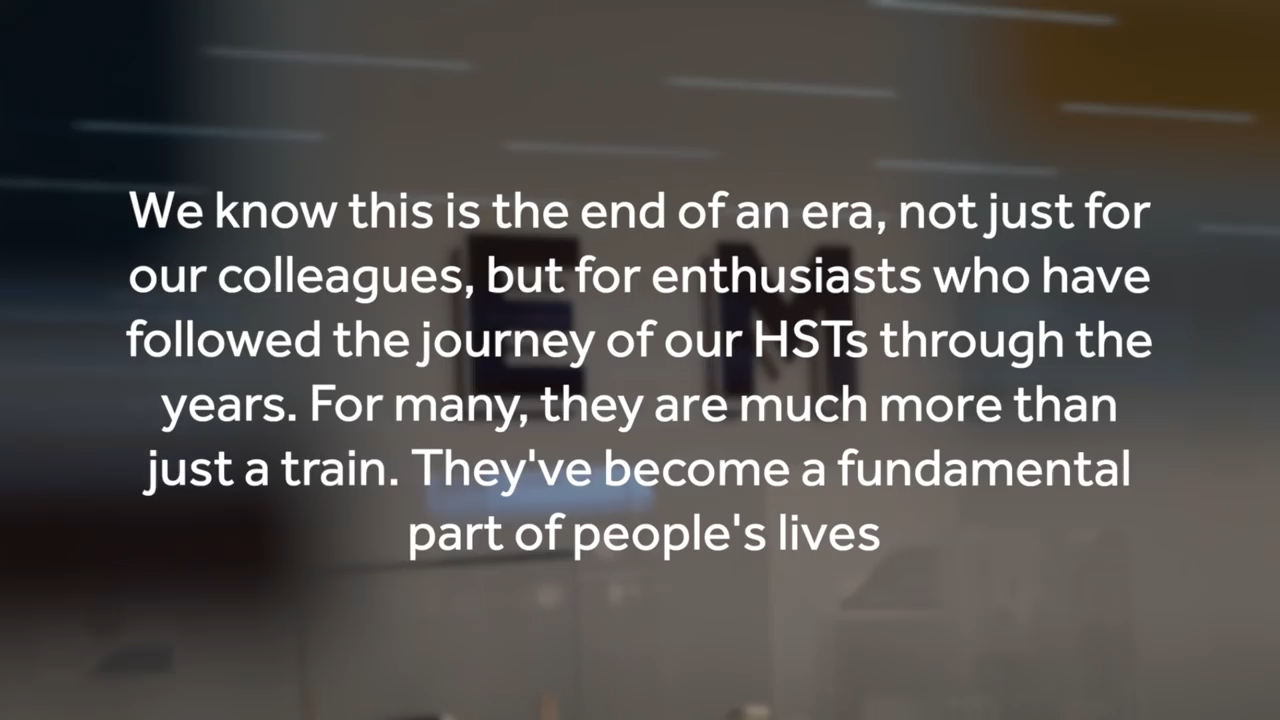 We know this is the end of an era, not just for
our colleagues, but for enthusiasts who have
followed the journey of our HSTs through the
years. For many, they are much more than
just a train. They've become a fundamental
part of people's lives
E M